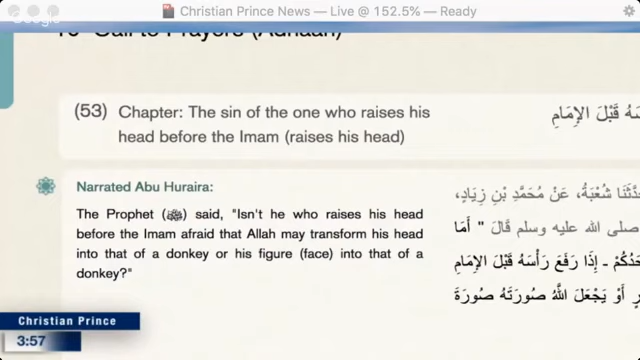 Christian Prince News — Live @ 152.5% — Ready
Google
Call to Prayers (Adhaan)
(53) Chapter: The sin of the one who raises his
head before the Imam (raises his head)
قَبْلَ الإِمَامِ
Narrated Abu Huraira:
The Prophet (ﷺ) said, "Isn't he who raises his head
before the Imam afraid that Allah may transform his head
into that of a donkey or his figure (face) into that of a
donkey?"
شُعْبَةُ، عَنْ مُحَمَّدِ بْنِ زِيَادٍ،
صلى الله عليه وسلم قَالَ " أَمَا
إِذَا رَفَعَ رَأْسَهُ قَبْلَ الإِمَامِ
أَوْ يَجْعَلَ اللَّهُ صُورَتَهُ صُورَةَ
Christian Prince
3:57